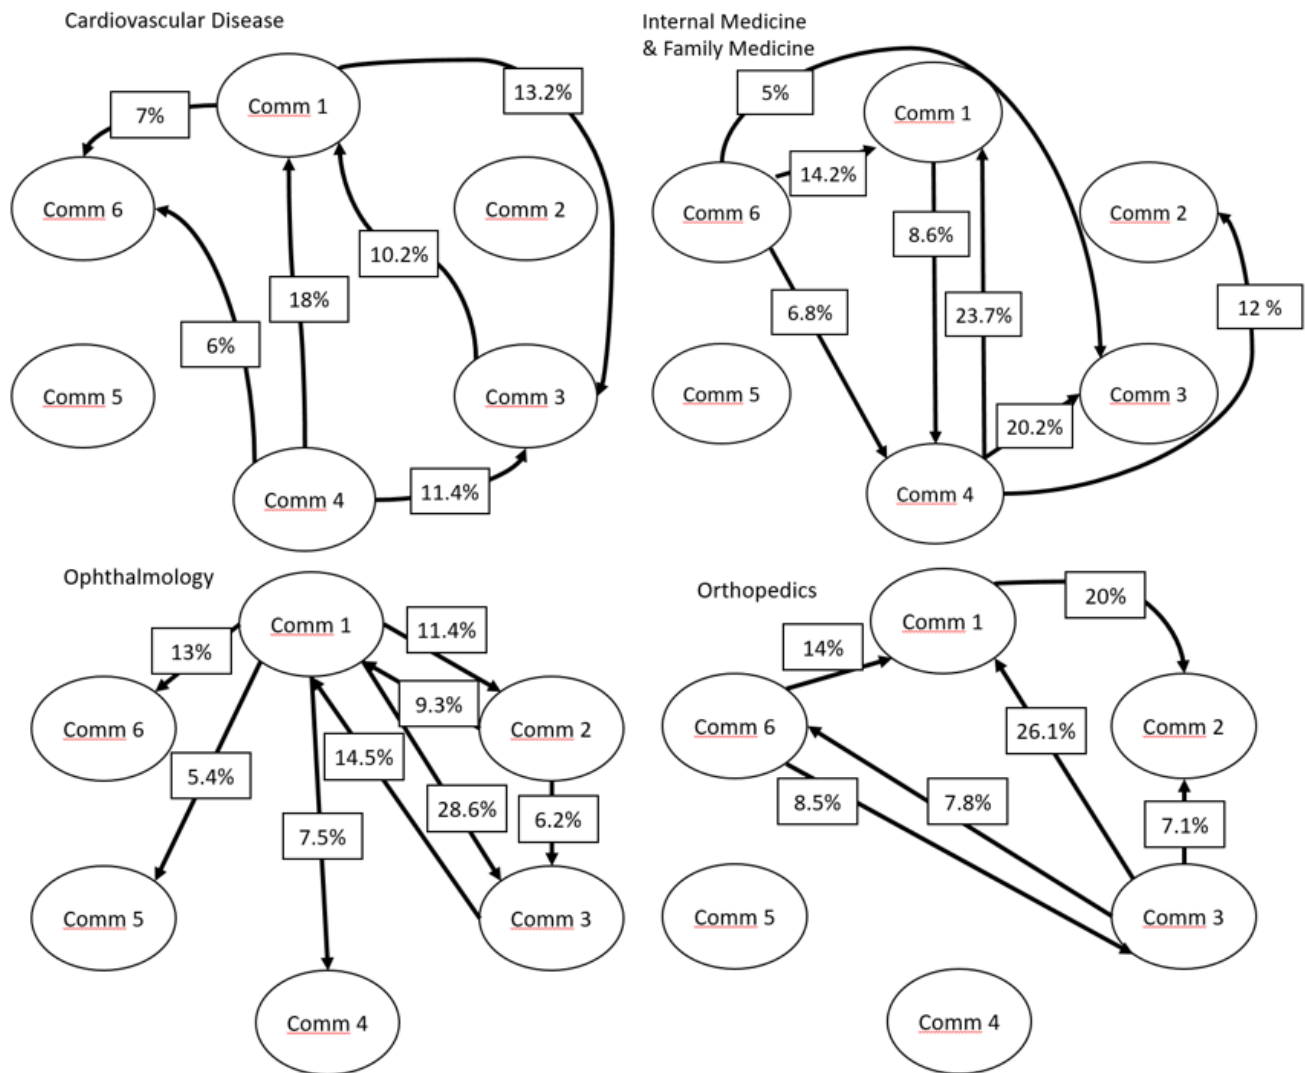 Cardiovascular Disease
Comm 1
13.2%
7%
Comm 6
Comm 2
10.2%
18%
6%
Comm 5
Comm 3
Comm 4
11.4%
Internal Medicine
& Family Medicine
5%
Comm 1
14.2%
Comm 6
Comm 2
8.6%
6.8%
23.7%
12 %
Comm 5
Comm 3
20.2%
Comm 4
Ophthalmology
Comm 1
11.4%
13%
9.3%
Comm 6
Comm 2
14.5%
5.4%
28.6%
6.2%
7.5%
Comm 5
Comm 3
Comm 4
Orthopedics
20%
Comm 1
14%
Comm 6
Comm 2
26.1%
8.5%
7.8%
7.1%
Comm 5
Comm 3
Comm 4